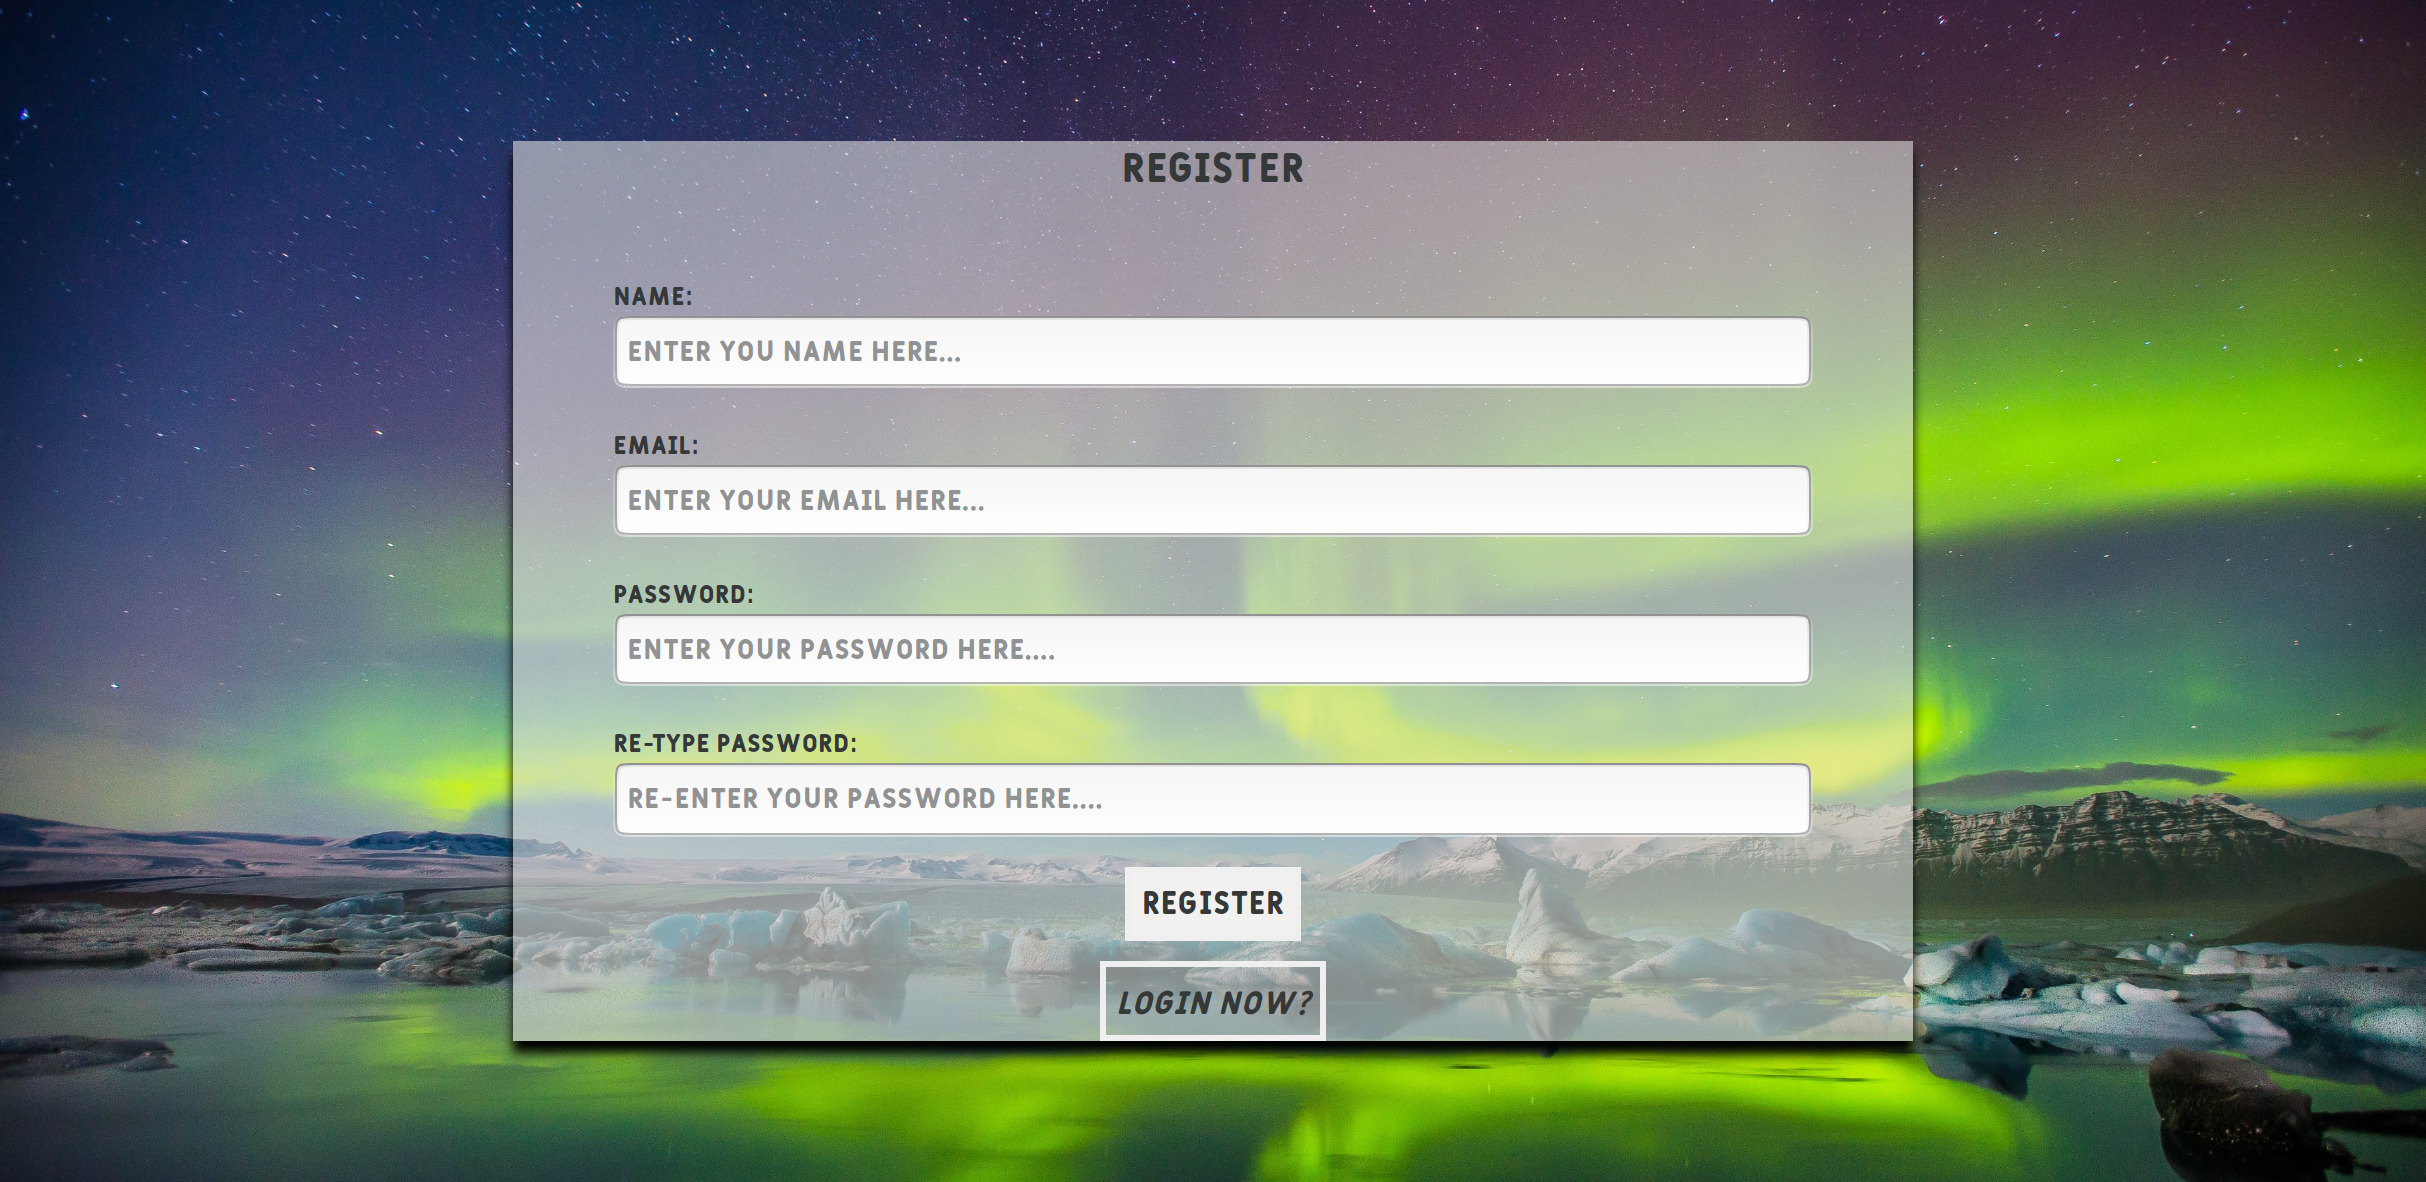 REGISTER
NAME:
ENTER YOU NAME HERE...
EMAIL:
ENTER YOUR EMAIL HERE...
PASSWORD:
ENTER YOUR PASSWORD HERE....
RE-TYPE PASSWORD:
RE-ENTER YOUR PASSWORD HERE....
REGISTER
LOGIN NOW?